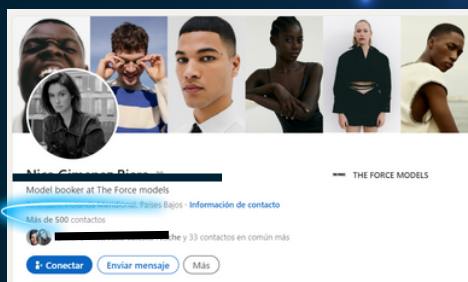 THE FORCE MODELS
Model booker at The Force models
Meridional, Países Bajos · Información de contacto
Más de 500 contactos
y 33 contactos en común más
Conectar
Enviar mensaje
Más